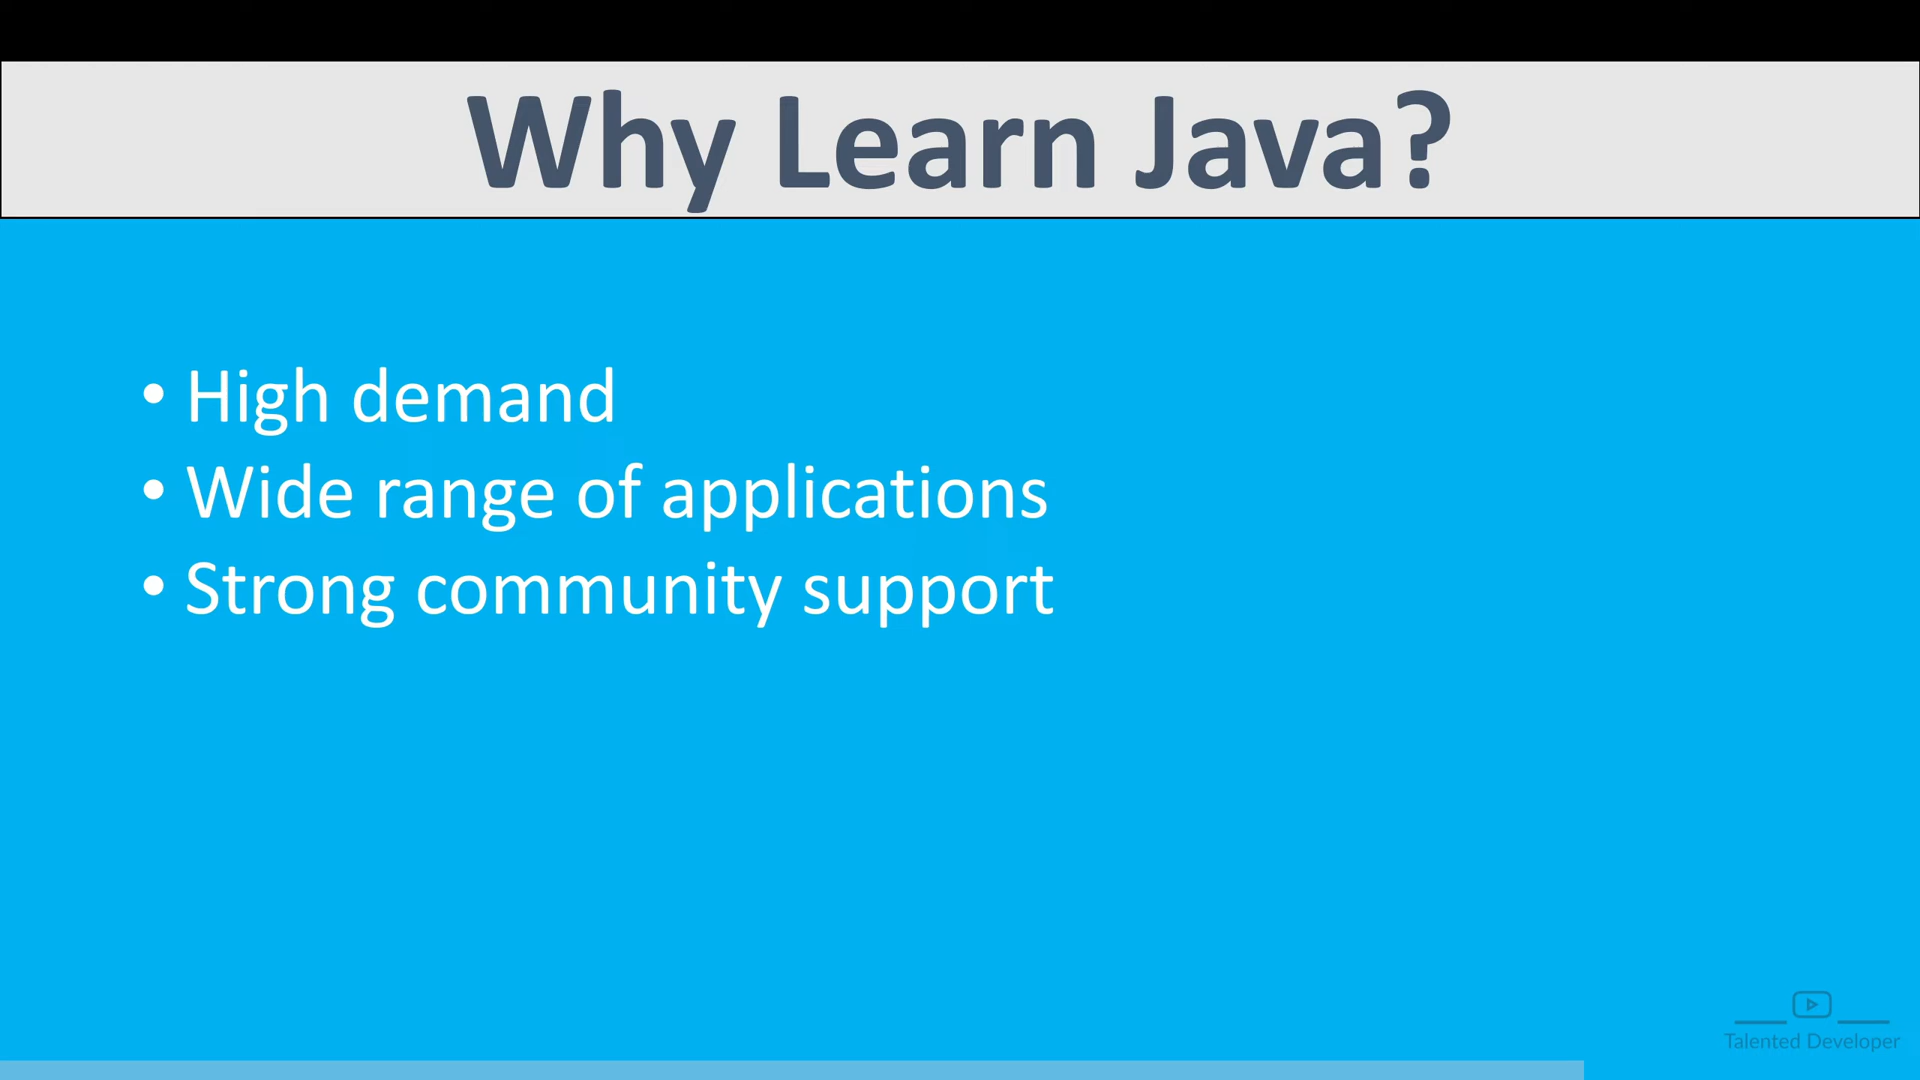 Why Learn Java?
• High demand
• Wide range of applications
• Strong community support
Talented Developer